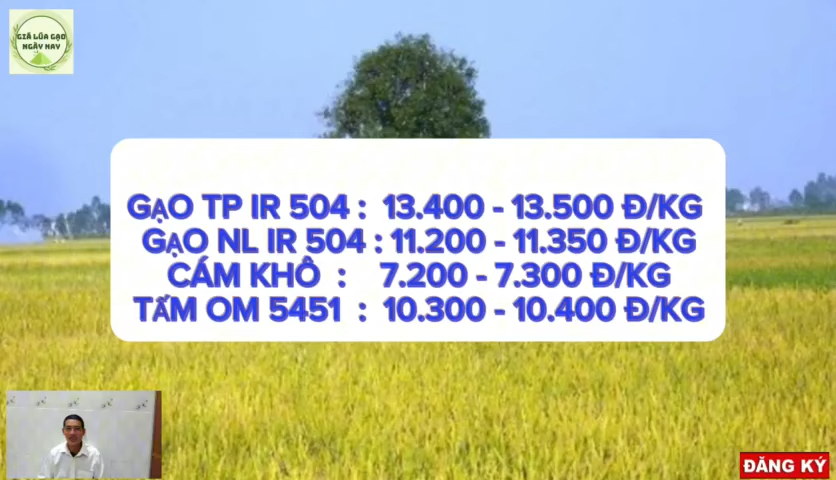 GIÁ LÚA GẠO
NGÀY NAY
GẠO TP IR 504 : 13.400 - 13.500 Đ/KG
GẠO NL IR 504 : 11.200 - 11.350 Đ/KG
CÁM KHÔ : 7.200 - 7.300 Đ/KG
TẤM OM 5451 : 10.300 - 10.400 Đ/KG
ĐĂNG KÝ